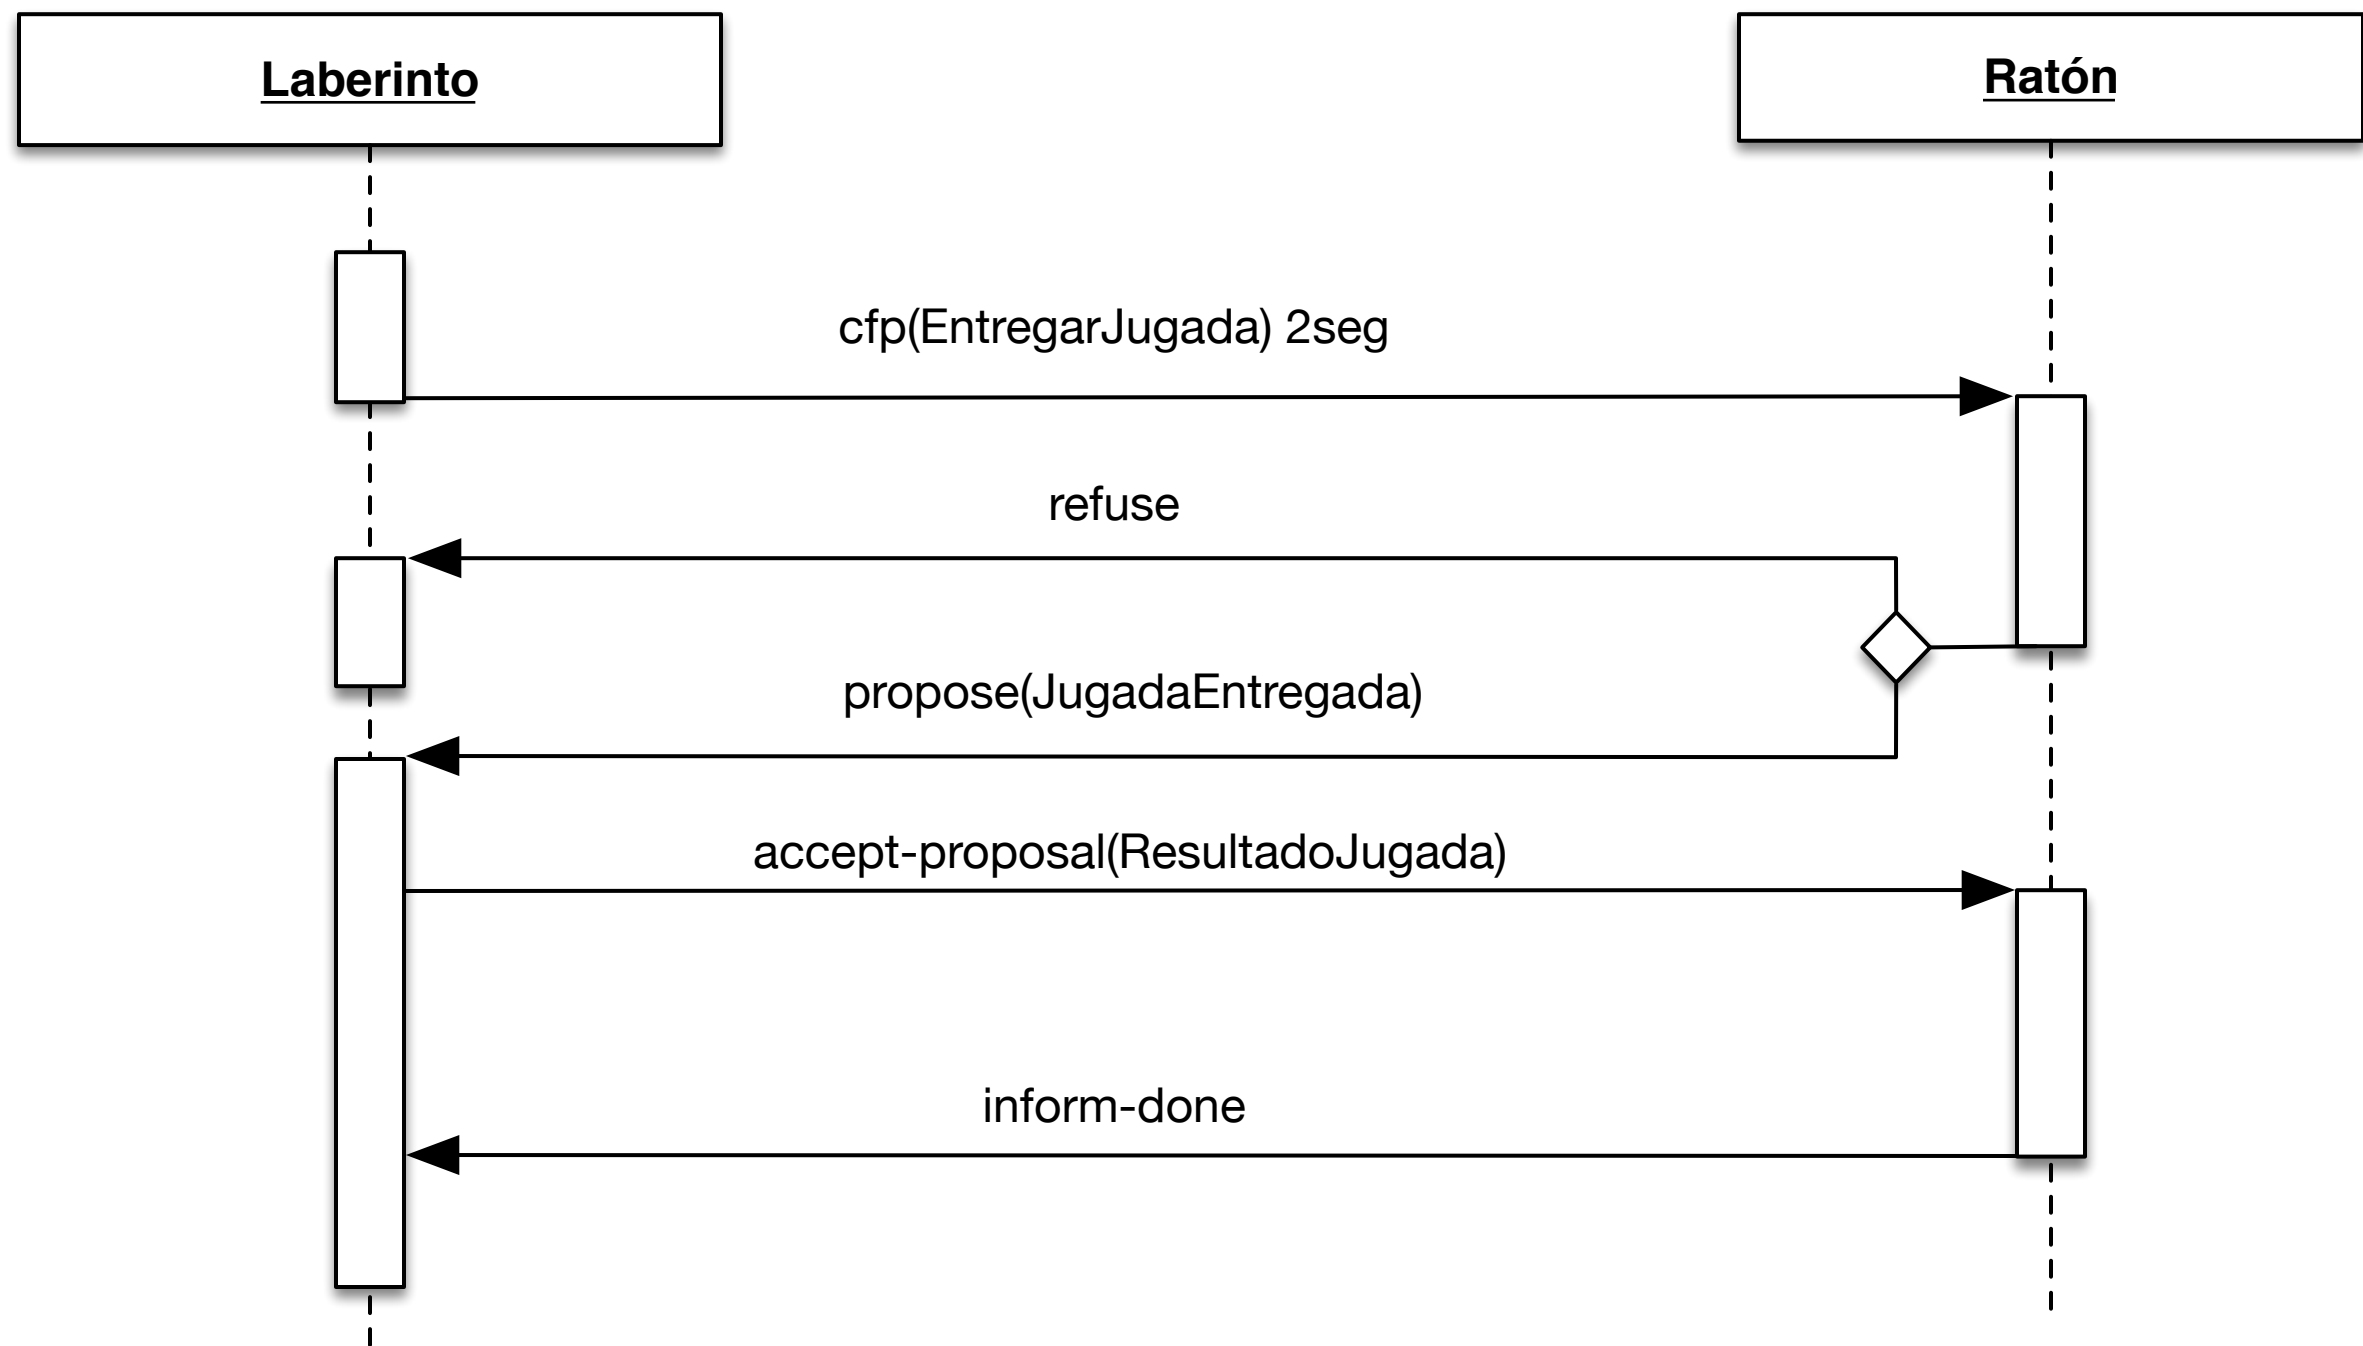 Laberinto
Ratón
cfp(EntregarJugada) 2seg
refuse
propose(JugadaEntregada)
accept-proposal(ResultadoJugada)
inform-done